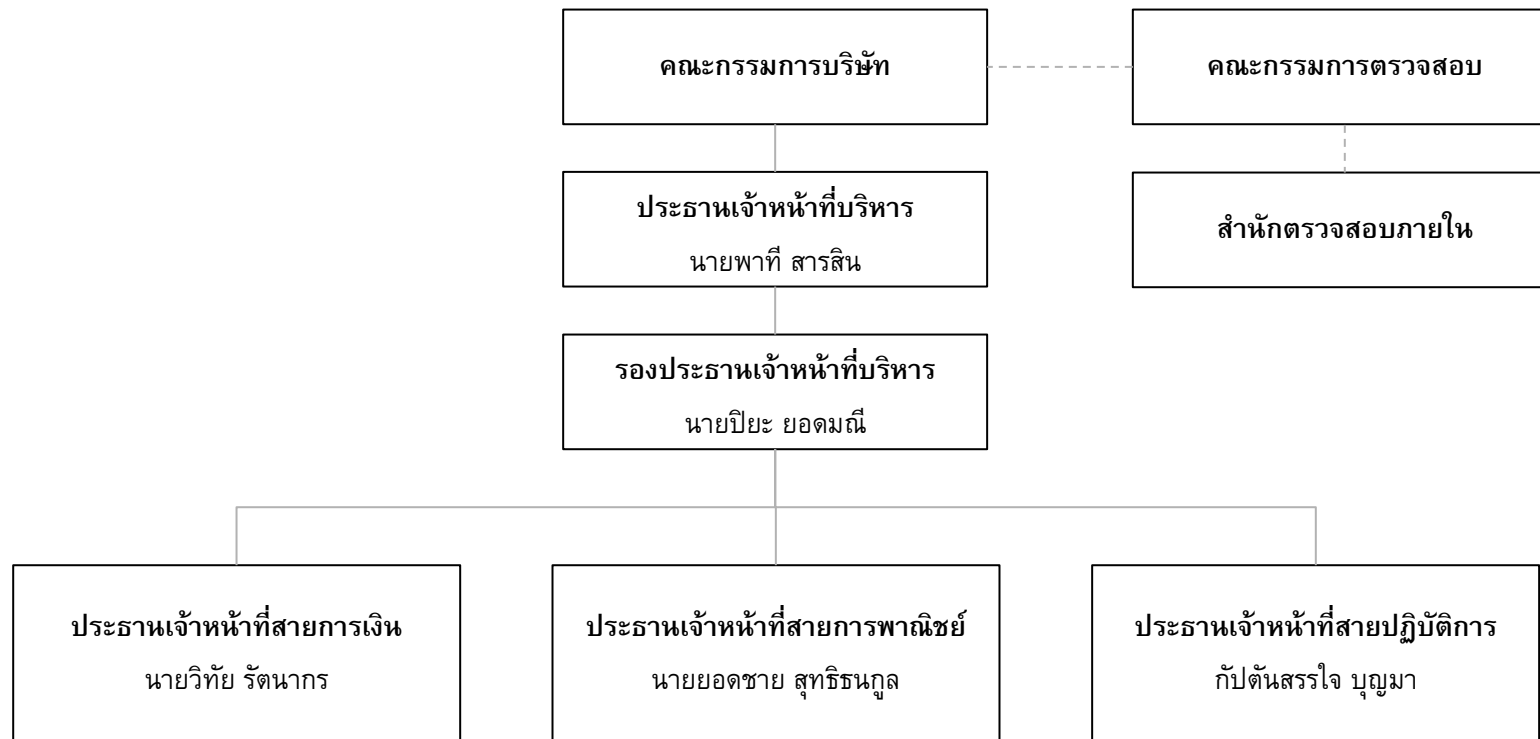 คณะกรรมการบริษัท
คณะกรรมการตรวจสอบ
ประธานเจ้าหน้าที่บริหาร
นายพาที สารสิน
สำนักตรวจสอบภายใน
รองประธานเจ้าหน้าที่บริหาร
นายปิยะ ยอดมณี
ประธานเจ้าหน้าที่สายการเงิน
นายวิทัย รัตนากร
ประธานเจ้าหน้าที่สายการพาณิชย์
นายยอดชาย สุทธิธนกูล
ประธานเจ้าหน้าที่สายปฏิบัติการ
กัปตันสรรใจ บุญมา